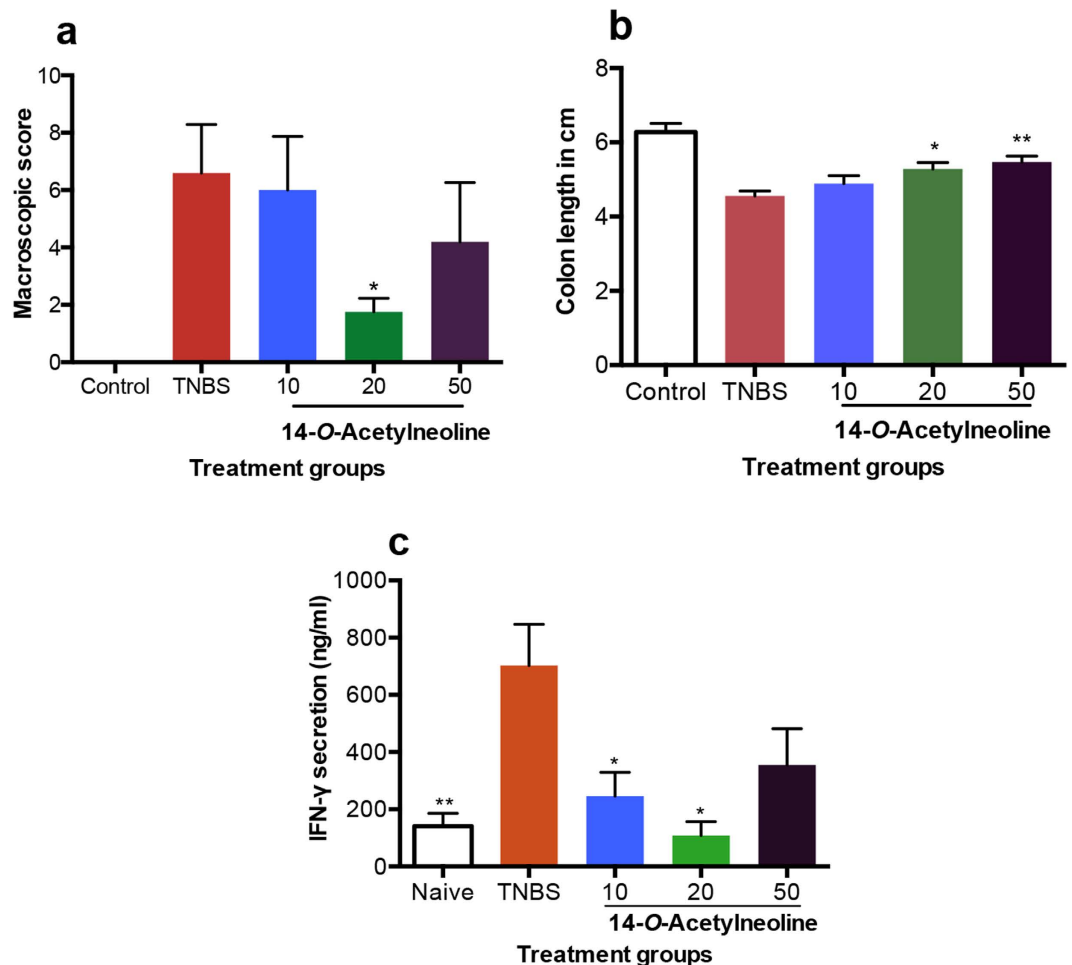 a
Macroscopic score
10
8
6
4
2
0
*
Control TNBS 10 20 50
14-O-Acetylneoline
Treatment groups
b
Colon length in cm
8
6
4
2
0
* **
Control TNBS 10 20 50
14-O-Acetylneoline
Treatment groups
c
IFN-γ secretion (ng/ml)
1000
800
600
400
200
0
** * *
Naive TNBS 10 20 50
14-O-Acetylneoline
Treatment groups